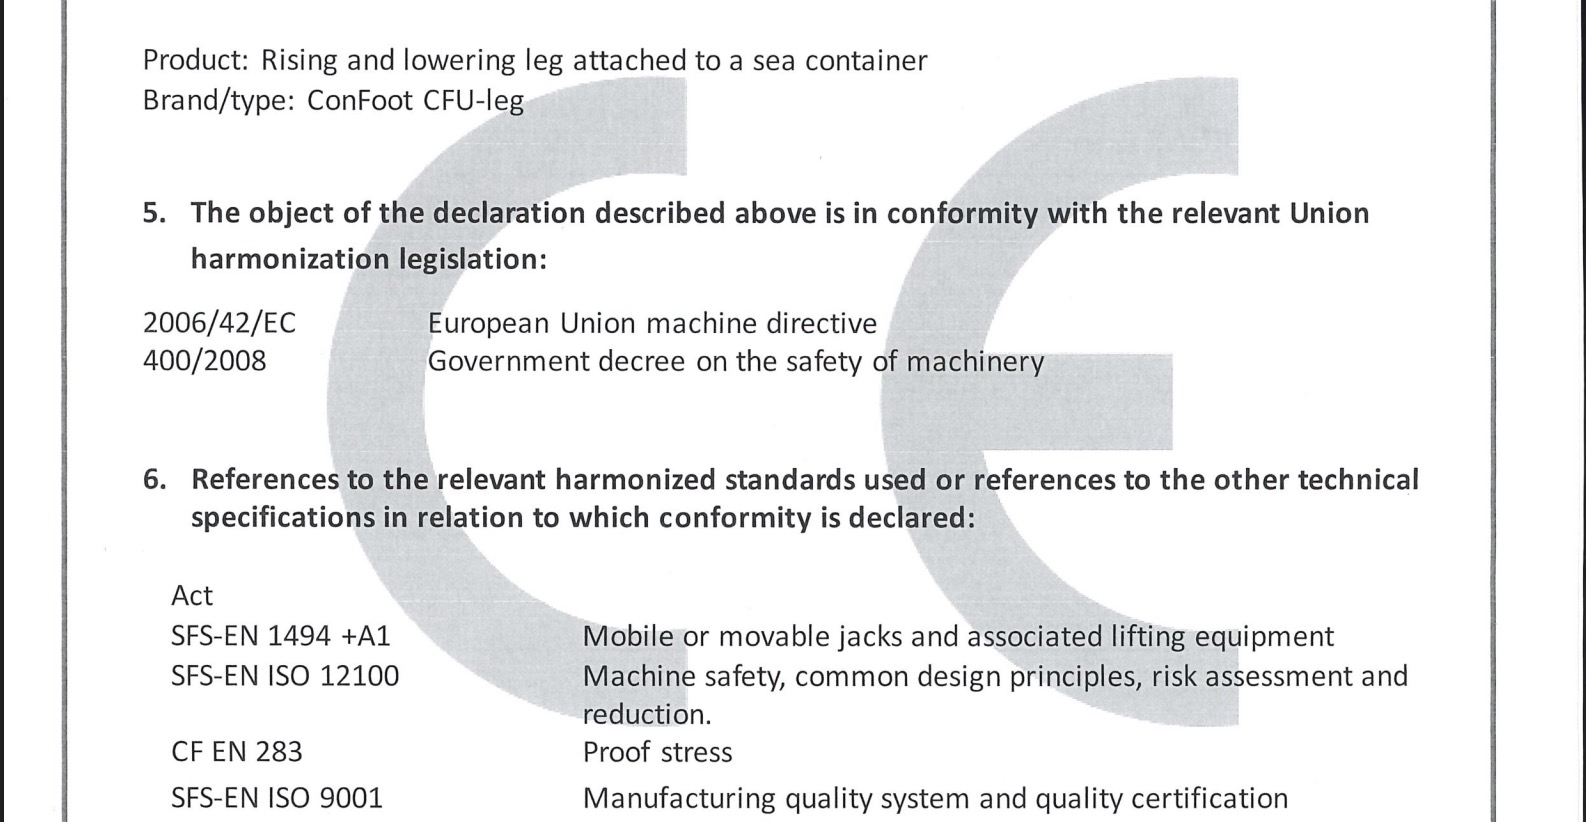 Product: Rising and lowering leg attached to a sea container
Brand/type: ConFoot CFU-leg
5. The object of the declaration described above is in conformity with the relevant Union
harmonization legislation:
2006/42/EC European Union machine directive
400/2008 Government decree on the safety of machinery
6. References to the relevant harmonized standards used or references to the other technical
specifications in relation to which conformity is declared:
Act
SFS-EN 1494 +A1 Mobile or movable jacks and associated lifting equipment
SFS-EN ISO 12100 Machine safety, common design principles, risk assessment and
reduction.
CF EN 283 Proof stress
SFS-EN ISO 9001 Manufacturing quality system and quality certification
CE